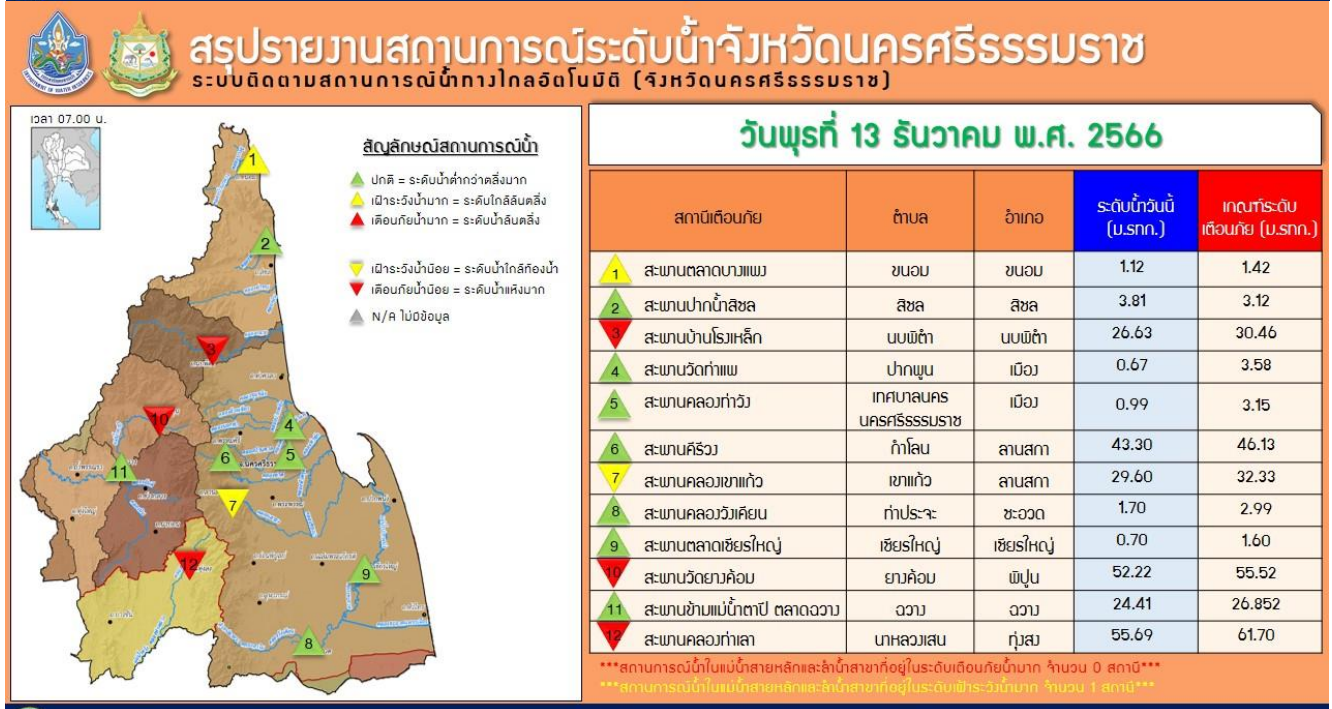 สรุปรายงานสถานการณ์ระดับน้ำจังหวัดนครศรีธรรมราช
ระบบติดตามสถานการณ์น้ำทางไกลอัตโนมัติ (จังหวัดนครศรีธรรมราช)
เวลา 07.00 น.
สัญลักษณ์สถานการณ์น้ำ
ปกติ = ระดับน้ำต่ำกว่าตลิ่งมาก
เฝ้าระวังน้ำมาก = ระดับใกล้ล้นตลิ่ง
เตือนภัยน้ำมาก = ระดับน้ำล้นตลิ่ง
เฝ้าระวังน้ำน้อย = ระดับน้ำใกล้ท้องน้ำ
เตือนภัยน้ำน้อย = ระดับน้ำแห้งมาก
N/A ไม่มีข้อมูล
1
2
3
10
4
11
6
5
7
12
9
8
วันพุธที่ 13 ธันวาคม พ.ศ. 2566
สถานีเตือนภัย ตำบล อำเภอ ระดับน้ำวันนี้ (ม.รทก.) เกณฑ์ระดับเตือนภัย (ม.รทก.)
1 สะพานตลาดบางแพง ขนอม ขนอม 1.12 1.42
2 สะพานปากน้ำสิชล สิชล สิชล 3.81 3.12
3 สะพานบ้านโรงเหล็ก นบพิตำ นบพิตำ 26.63 30.46
4 สะพานวัดท่าแพ ปากพูน เมือง 0.67 3.58
5 สะพานคลองท่าวัง เทศบาลนครนครศรีธรรมราช เมือง 0.99 3.15
6 สะพานคีรีวง กำโลน ลานสกา 43.30 46.13
7 สะพานคลองเขาแก้ว เขาแก้ว ลานสกา 29.60 32.33
8 สะพานคลองวังเคียน ท่าประจะ ชะอวด 1.70 2.99
9 สะพานตลาดเชียรใหญ่ เชียรใหญ่ เชียรใหญ่ 0.70 1.60
10 สะพานวัดยางค้อม ยางค้อม พิปูน 52.22 55.52
11 สะพานข้ามแม่น้ำตาปี ตลาดฉวาง ฉวาง ฉวาง 24.41 26.852
12 สะพานคลองท่าเลา นาหลวงเสน ทุ่งสง 55.69 61.70
***สถานการณ์น้ำในแม่น้ำสายหลักและลำน้ำสาขาที่อยู่ในระดับเตือนภัยน้ำมาก จำนวน 0 สถานี***
***สถานการณ์น้ำในแม่น้ำสายหลักและลำน้ำสาขาที่อยู่ในระดับเฝ้าระวังน้ำมาก จำนวน 1 สถานี***